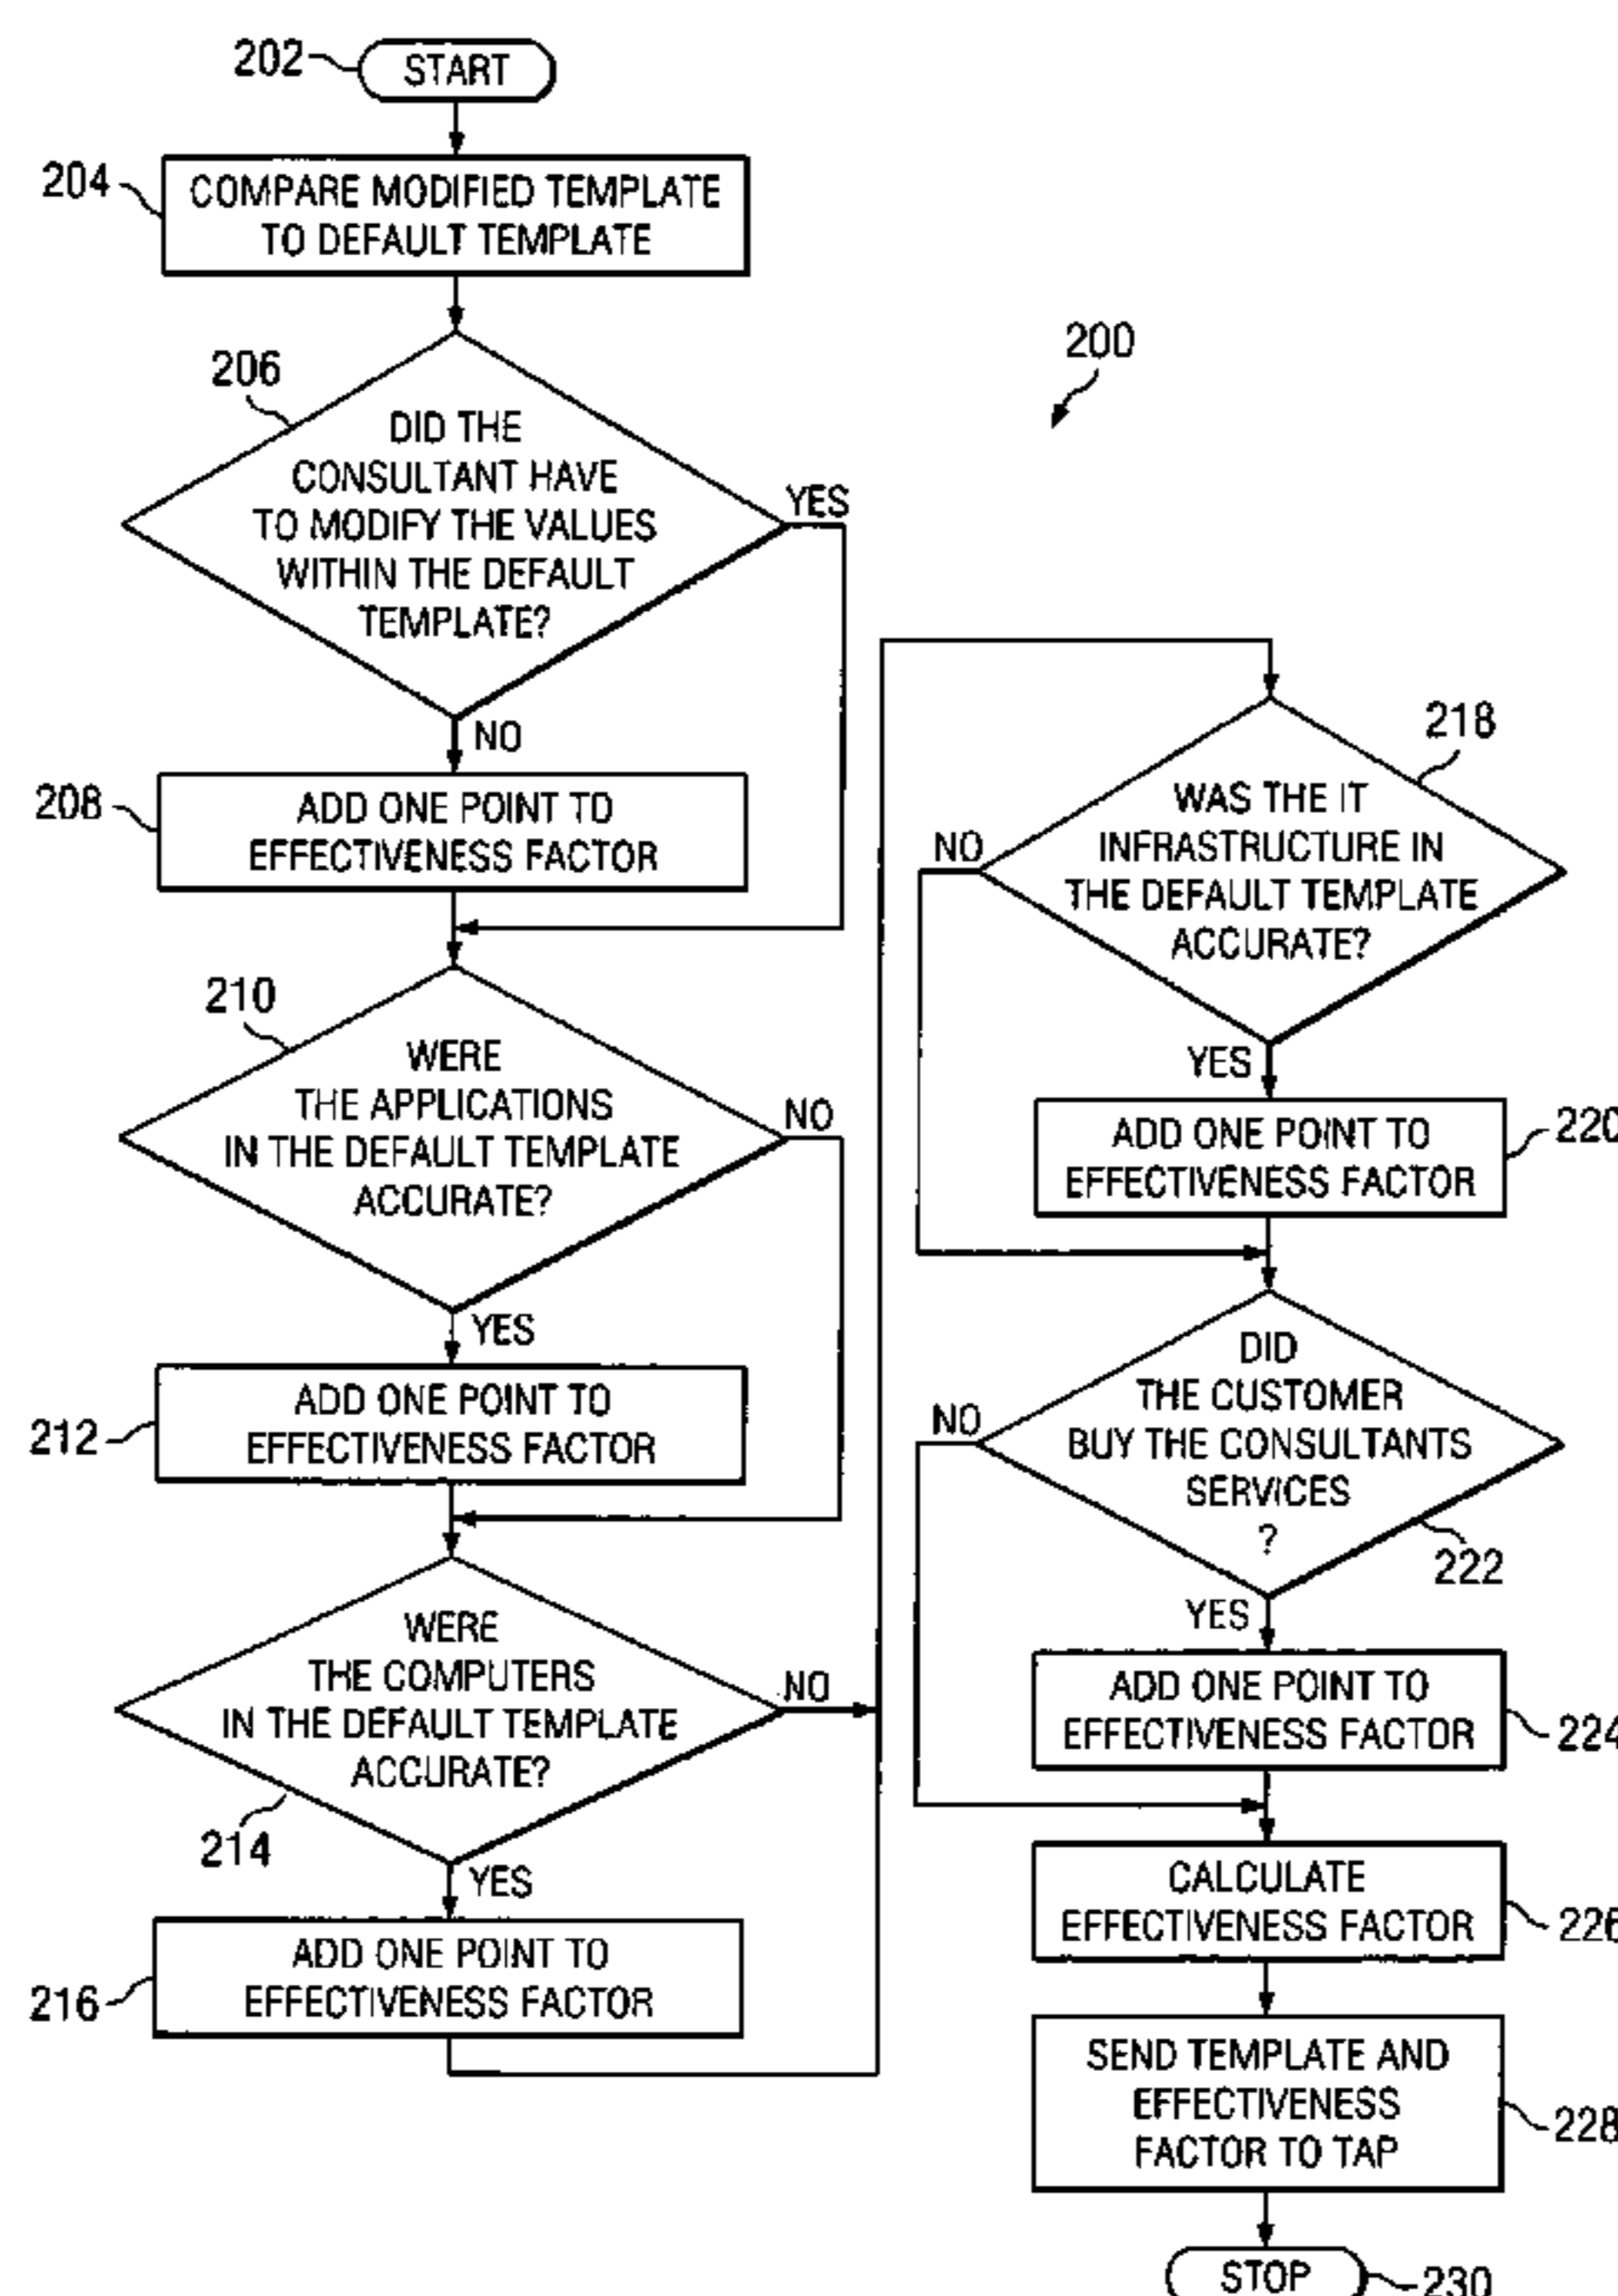 202
START
204
COMPARE MODIFIED TEMPLATE
TO DEFAULT TEMPLATE
206
DID THE
CONSULTANT HAVE
TO MODIFY THE VALUES
WITHIN THE DEFAULT
TEMPLATE?
YES
NO
208
ADD ONE POINT TO
EFFECTIVENESS FACTOR
210
WERE
THE APPLICATIONS
IN THE DEFAULT TEMPLATE
ACCURATE?
NO
YES
212
ADD ONE POINT TO
EFFECTIVENESS FACTOR
WERE
THE COMPUTERS
IN THE DEFAULT TEMPLATE
ACCURATE?
NO
214
YES
216
ADD ONE POINT TO
EFFECTIVENESS FACTOR
200
218
WAS THE IT
INFRASTRUCTURE IN
THE DEFAULT TEMPLATE
ACCURATE?
NO
YES
ADD ONE POINT TO
EFFECTIVENESS FACTOR
220
DID
THE CUSTOMER
BUY THE CONSULTANTS
SERVICES
?
NO
222
YES
ADD ONE POINT TO
EFFECTIVENESS FACTOR
224
CALCULATE
EFFECTIVENESS FACTOR
226
SEND TEMPLATE AND
EFFECTIVENESS
FACTOR TO TAP
228
STOP
230